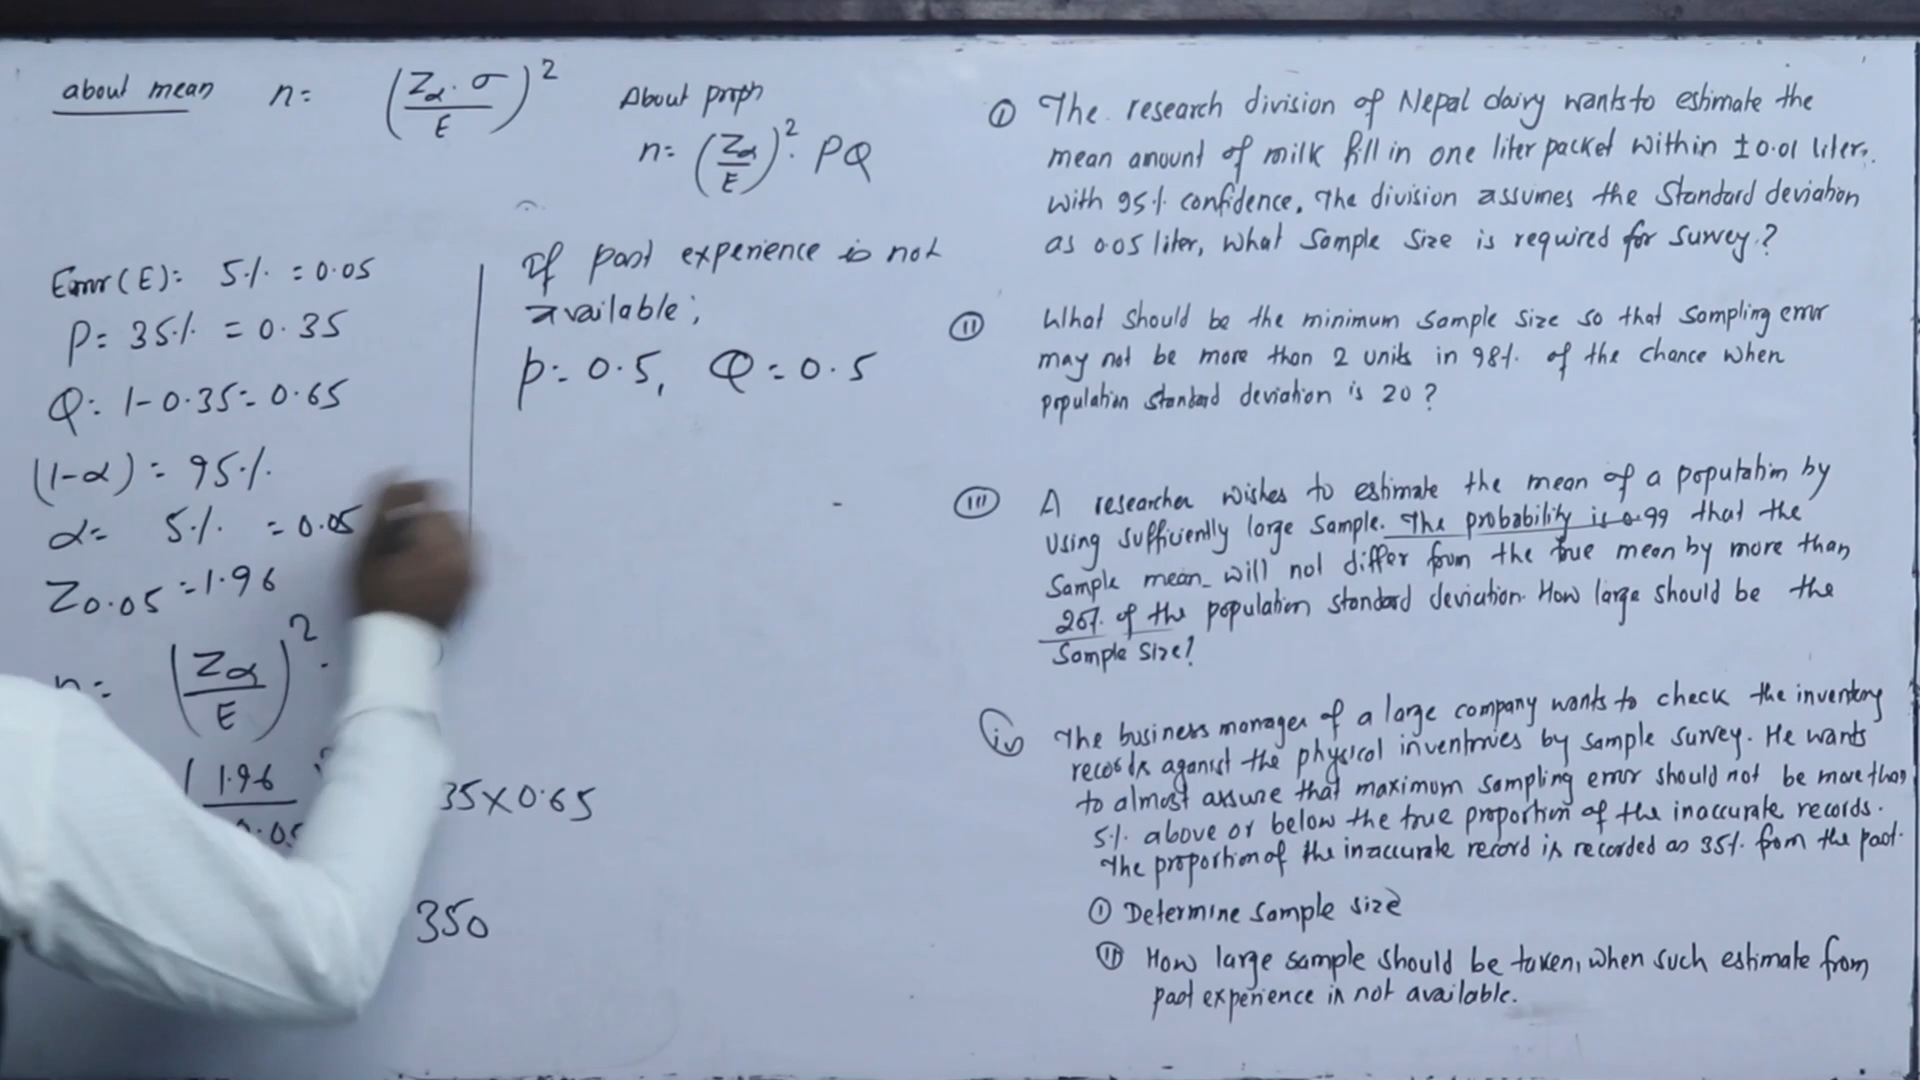 about mean n = (Zα . σ / E)²
About proph
n = (Zα / E)² . PQ
Error(E): 5% = 0.05
P = 35% = 0.35
Q: 1-0.35 = 0.65
(1-α) = 95%
α = 5% = 0.05
Z0.05 = 1.96
n = (Zα / E)² .
1.96
0.05
35×0.65
350
If past experience is not
available;
p = 0.5, Q = 0.5
① The research division of Nepal dairy wants to estimate the
mean amount of milk fill in one liter packet within ±0.01 liter,
with 95% confidence. The division assumes the Standard deviation
as 0.05 liter, what sample size is required for survey?
(ii) What should be the minimum sample size so that sampling error
may not be more than 2 units in 98% of the chance when
population standard deviation is 20?
(iii) A researcher wishes to estimate the mean of a population by
using sufficiently large sample. The probability is 0.99 that the
Sample mean will not differ from the true mean by more than
of the population standard deviation. How large should be the
Sample size?
(iv) The business manager of a large company wants to check the inventory
records against the physical inventories by sample survey. He wants
to almost assure that maximum sampling error should not be more than
5% above or below the true proportion of the inaccurate records.
The proportion of the inaccurate record is recorded as 35% from the past.
① Determine sample size
(ii) How large sample should be taken, when such estimate from
past experience is not available.